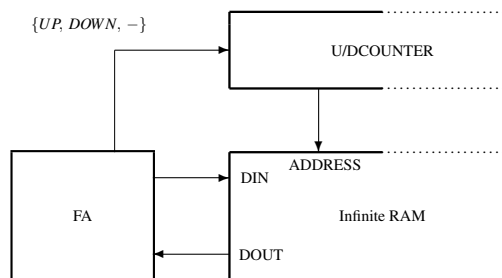 {UP, DOWN, −}
U/DCOUNTER
ADDRESS
DIN
FA
Infinite RAM
DOUT